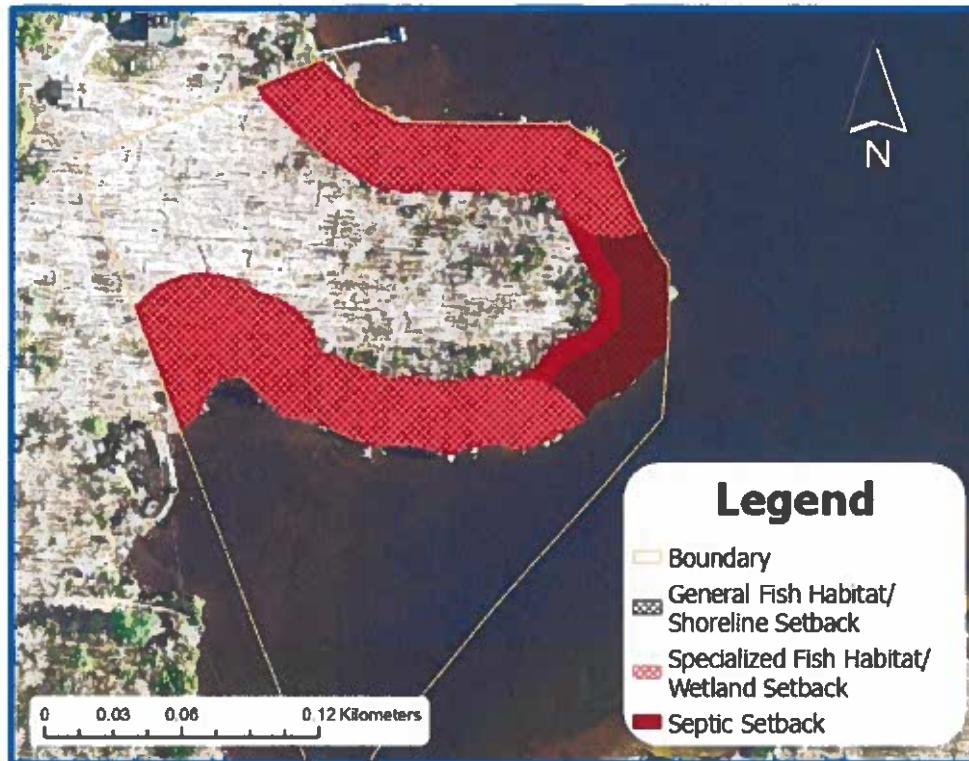 N
Legend
Boundary
General Fish Habitat/
Shoreline Setback
Specialized Fish Habitat/
Wetland Setback
Septic Setback
0 0.03 0.06 0.12 Kilometers